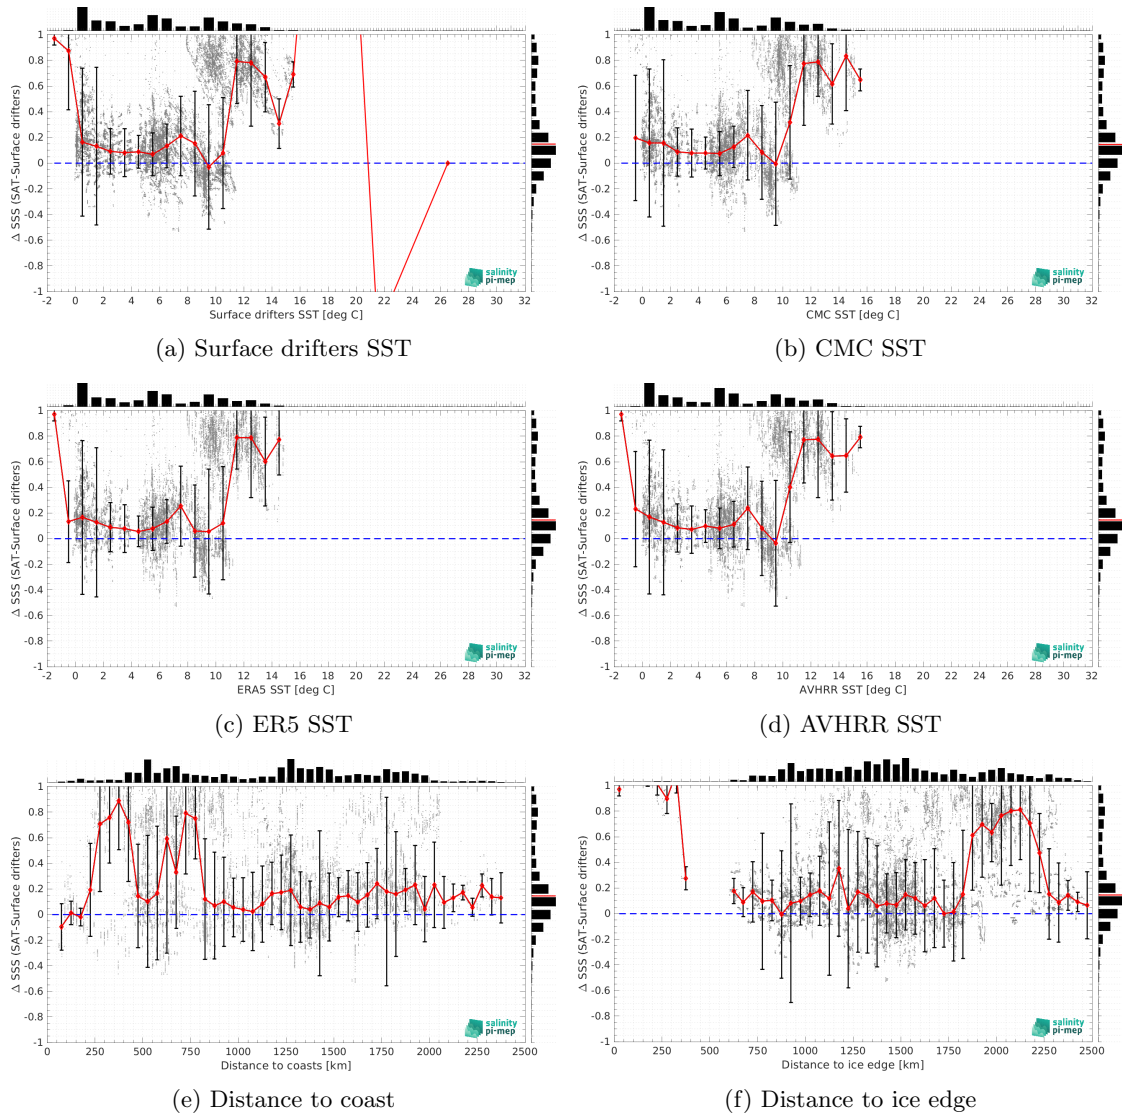 1
0.8
0.6
0.4
0.2
0
0.2
0.4
0.6
0.8
-1
Δ SSS (SAT-Surface drifters)
salinity
pi-mep
-2 0 2 4 6 8 10 12 14 16 18 20 22 24 26 28 30 32
Surface drifters SST [deg C]
(a) Surface drifters SST
1
0.8
0.6
0.4
0.2
0
0.2
0.4
0.6
0.8
-1
Δ SSS (SAT-Surface drifters)
salinity
pi-mep
-2 0 2 4 6 8 10 12 14 16 18 20 22 24 26 28 30 32
CMC SST [deg C]
(b) CMC SST
1
0.8
0.6
0.4
0.2
0
0.2
0.4
0.6
0.8
-1
Δ SSS (SAT-Surface drifters)
salinity
pi-mep
-2 0 2 4 6 8 10 12 14 16 18 20 22 24 26 28 30 32
ERA5 SST [deg C]
(c) ER5 SST
1
0.8
0.6
0.4
0.2
0
0.2
0.4
0.6
0.8
-1
Δ SSS (SAT-Surface drifters)
salinity
pi-mep
-2 0 2 4 6 8 10 12 14 16 18 20 22 24 26 28 30 32
AVHRR SST [deg C]
(d) AVHRR SST
1
0.8
0.6
0.4
0.2
0
0.2
0.4
0.6
0.8
-1
Δ SSS (SAT-Surface drifters)
salinity
pi-mep
0 250 500 750 1000 1250 1500 1750 2000 2250 2500
Distance to coasts [km]
(e) Distance to coast
1
0.8
0.6
0.4
0.2
0
0.2
0.4
0.6
0.8
-1
Δ SSS (SAT-Surface drifters)
salinity
pi-mep
0 250 500 750 1000 1250 1500 1750 2000 2250 2500
Distance to ice edge [km]
(f) Distance to ice edge